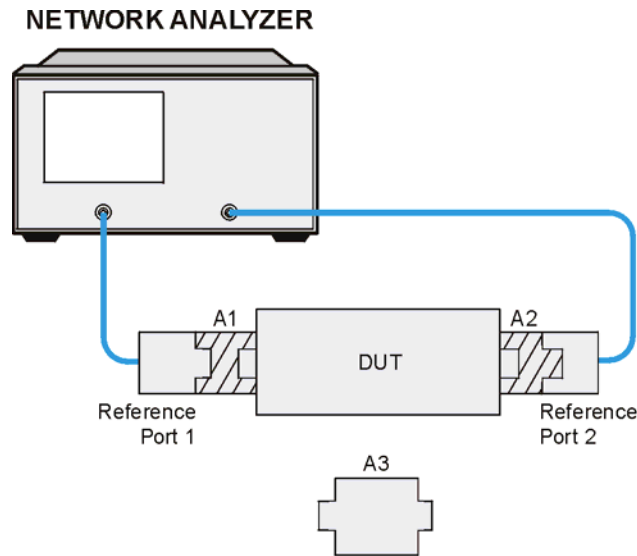 NETWORK ANALYZER
A1
A2
DUT
Reference
Port 1
Reference
Port 2
A3